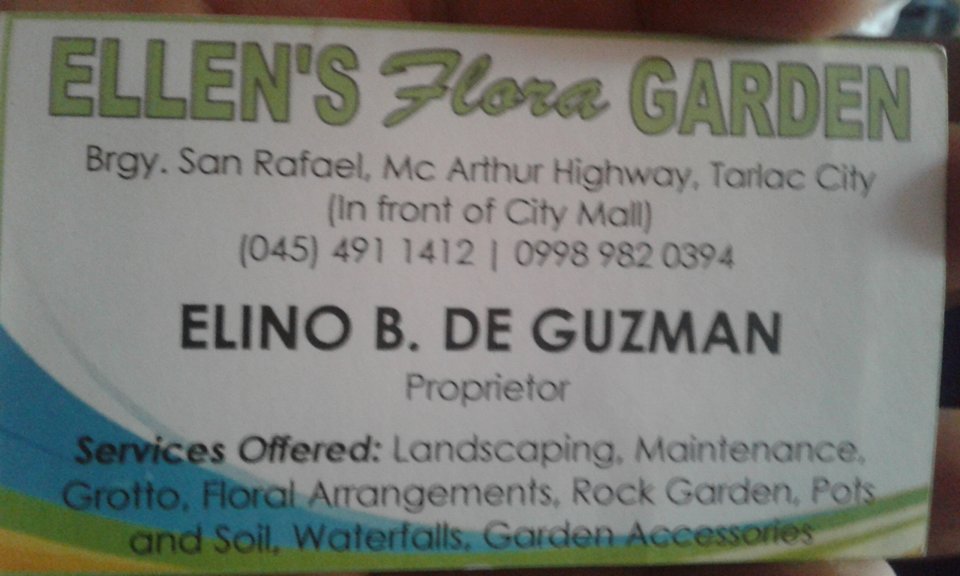 ELLEN'S Flora GARDEN
Brgy. San Rafael, Mc Arthur Highway, Tarlac City
(In front of City Mall)
(045) 491 1412 | 0998 982 0394
ELINO B. DE GUZMAN
Proprietor
Services Offered: Landscaping, Maintenance,
Grotto, Floral Arrangements, Rock Garden, Pots
and Soil, Waterfalls, Garden Accessories